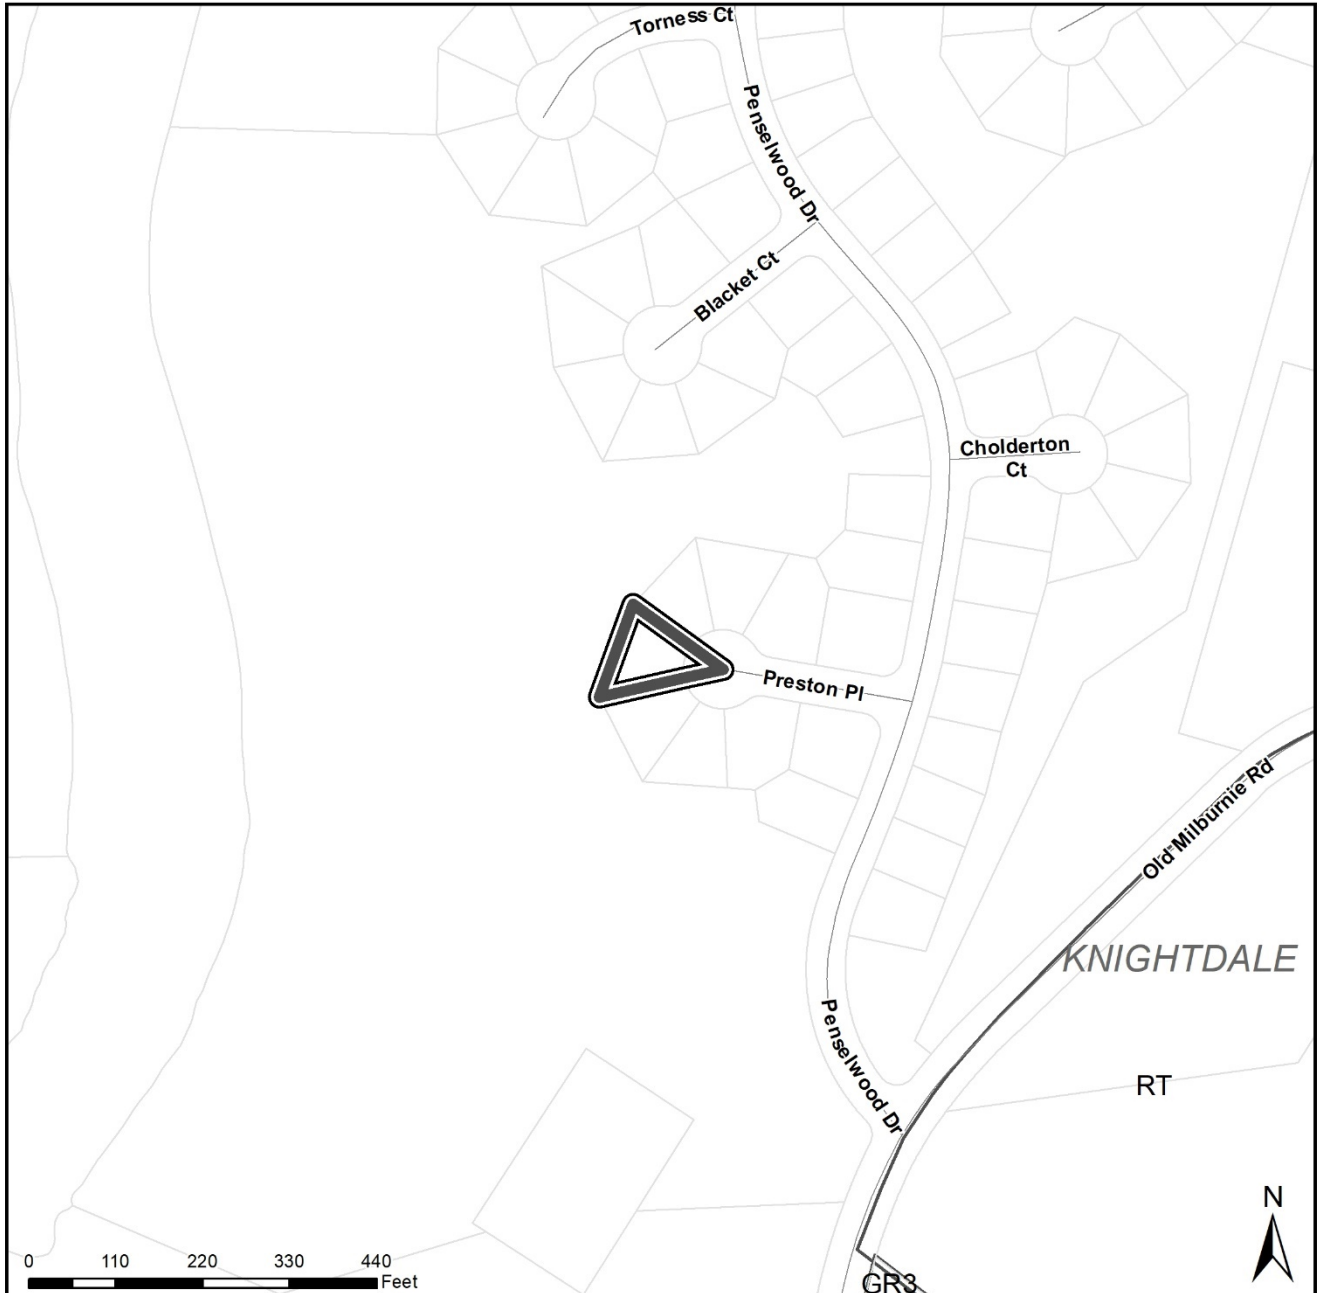 Torness Ct
Penselwood Dr
Blacket Ct
Cholderton
Ct
Preston Pl
Old Milburnie Rd
KNIGHTDALE
Penselwood Dr
RT
N
0 110 220 330 440
Feet
GR3